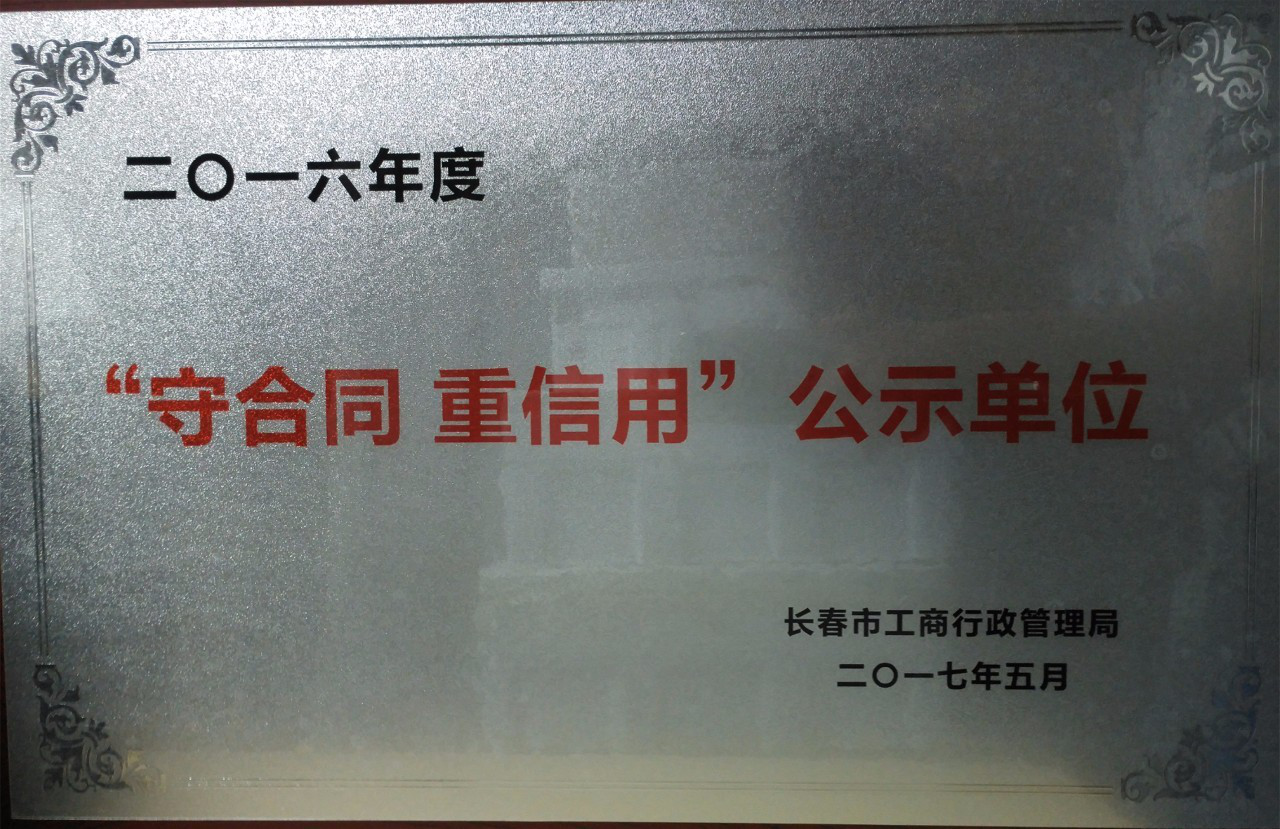 二〇一六年度
“守合同 重信用”公示单位
长春市工商行政管理局
二〇一七年五月